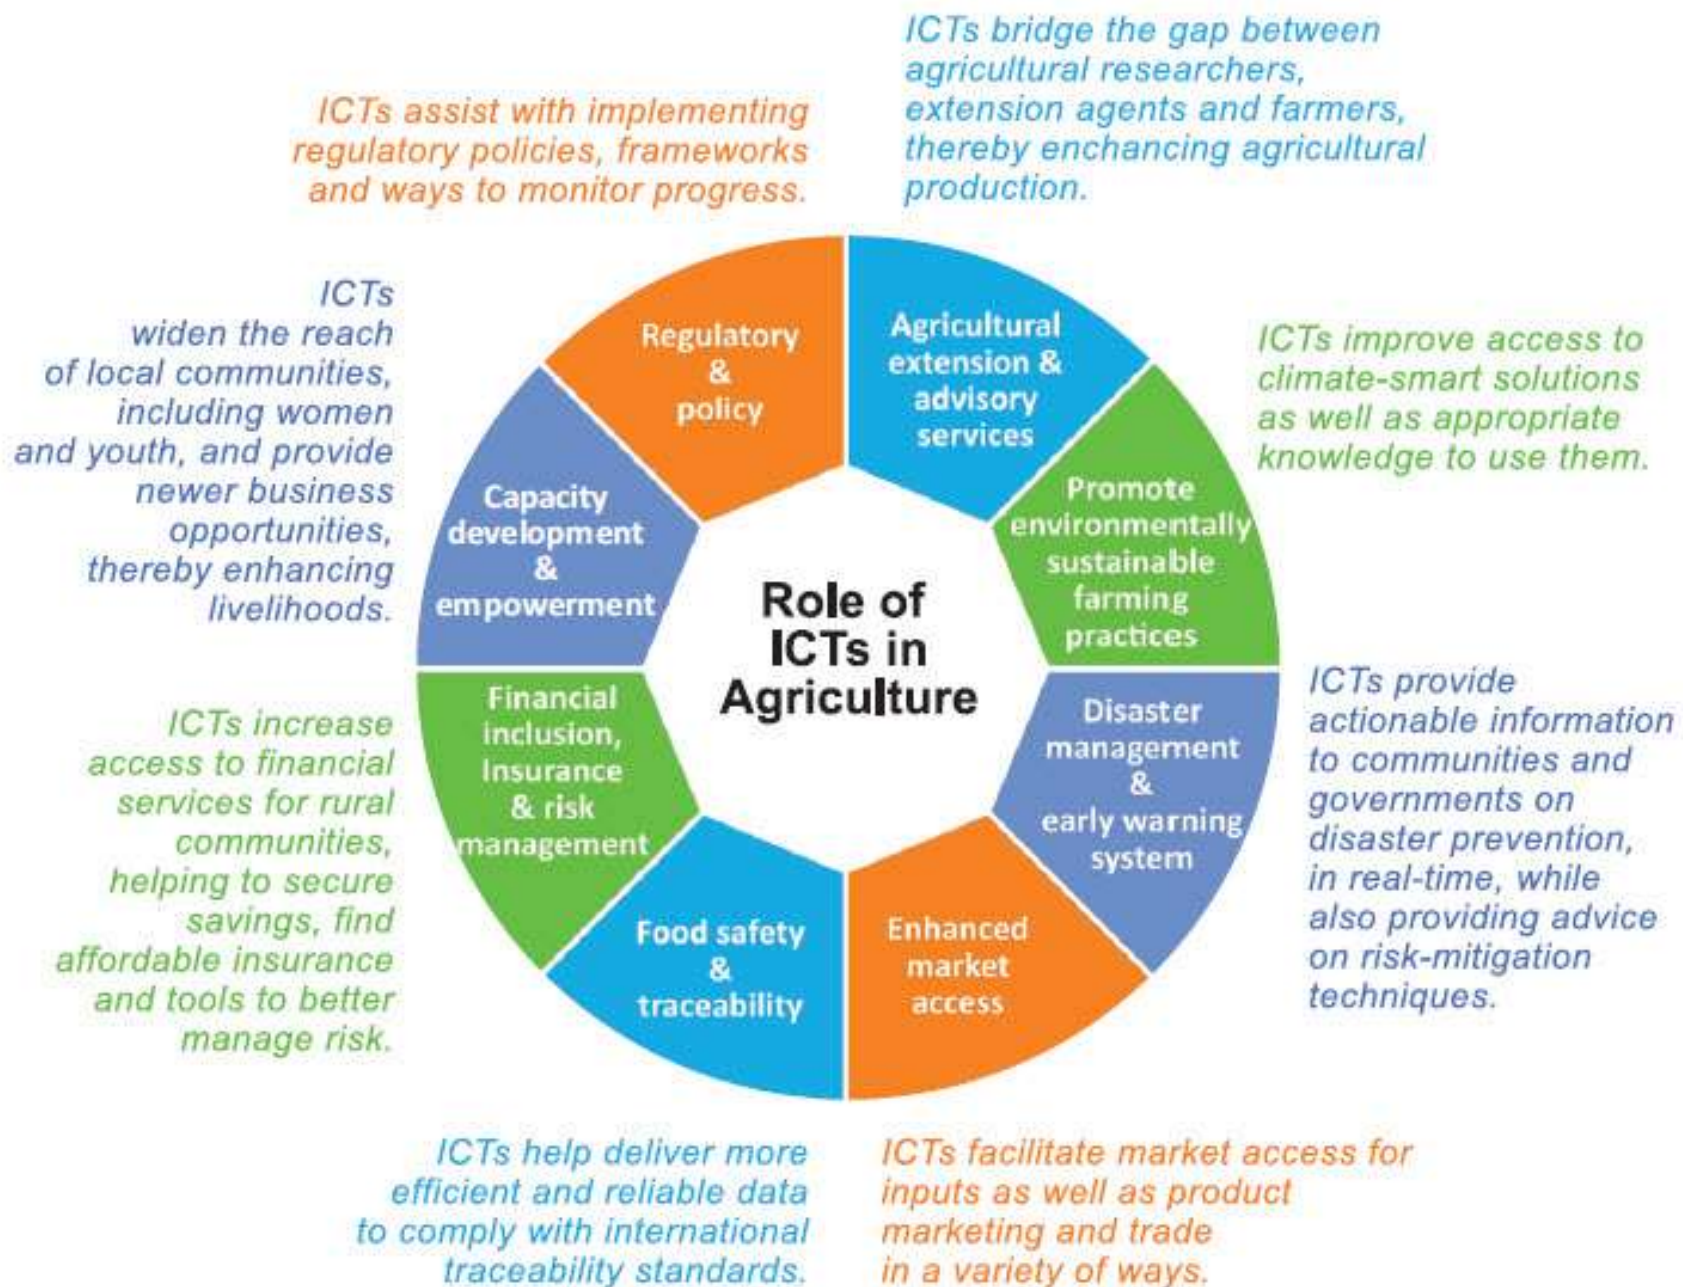 ICTs bridge the gap between
agricultural researchers,
extension agents and farmers,
thereby enchancing agricultural
production.
ICTs assist with implementing
regulatory policies, frameworks
and ways to monitor progress.
ICTs
widen the reach
of local communities,
including women
and youth, and provide
newer business
opportunities,
thereby enhancing
livelihoods.
Regulatory
&
policy
Agricultural
extension &
advisory
services
ICTs improve access to
climate-smart solutions
as well as appropriate
knowledge to use them.
Capacity
development
&
empowerment
Promote
environmentally
sustainable
farming
practices
Role of
ICTs in
Agriculture
Financial
inclusion,
Insurance
& risk
management
Disaster
management
&
early warning
system
ICTs provide
actionable information
to communities and
governments on
disaster prevention,
in real-time, while
also providing advice
on risk-mitigation
techniques.
ICTs increase
access to financial
services for rural
communities,
helping to secure
savings, find
affordable insurance
and tools to better
manage risk.
Food safety
&
traceability
Enhanced
market
access
ICTs help deliver more
efficient and reliable data
to comply with international
traceability standards.
ICTs facilitate market access for
inputs as well as product
marketing and trade
in a variety of ways.